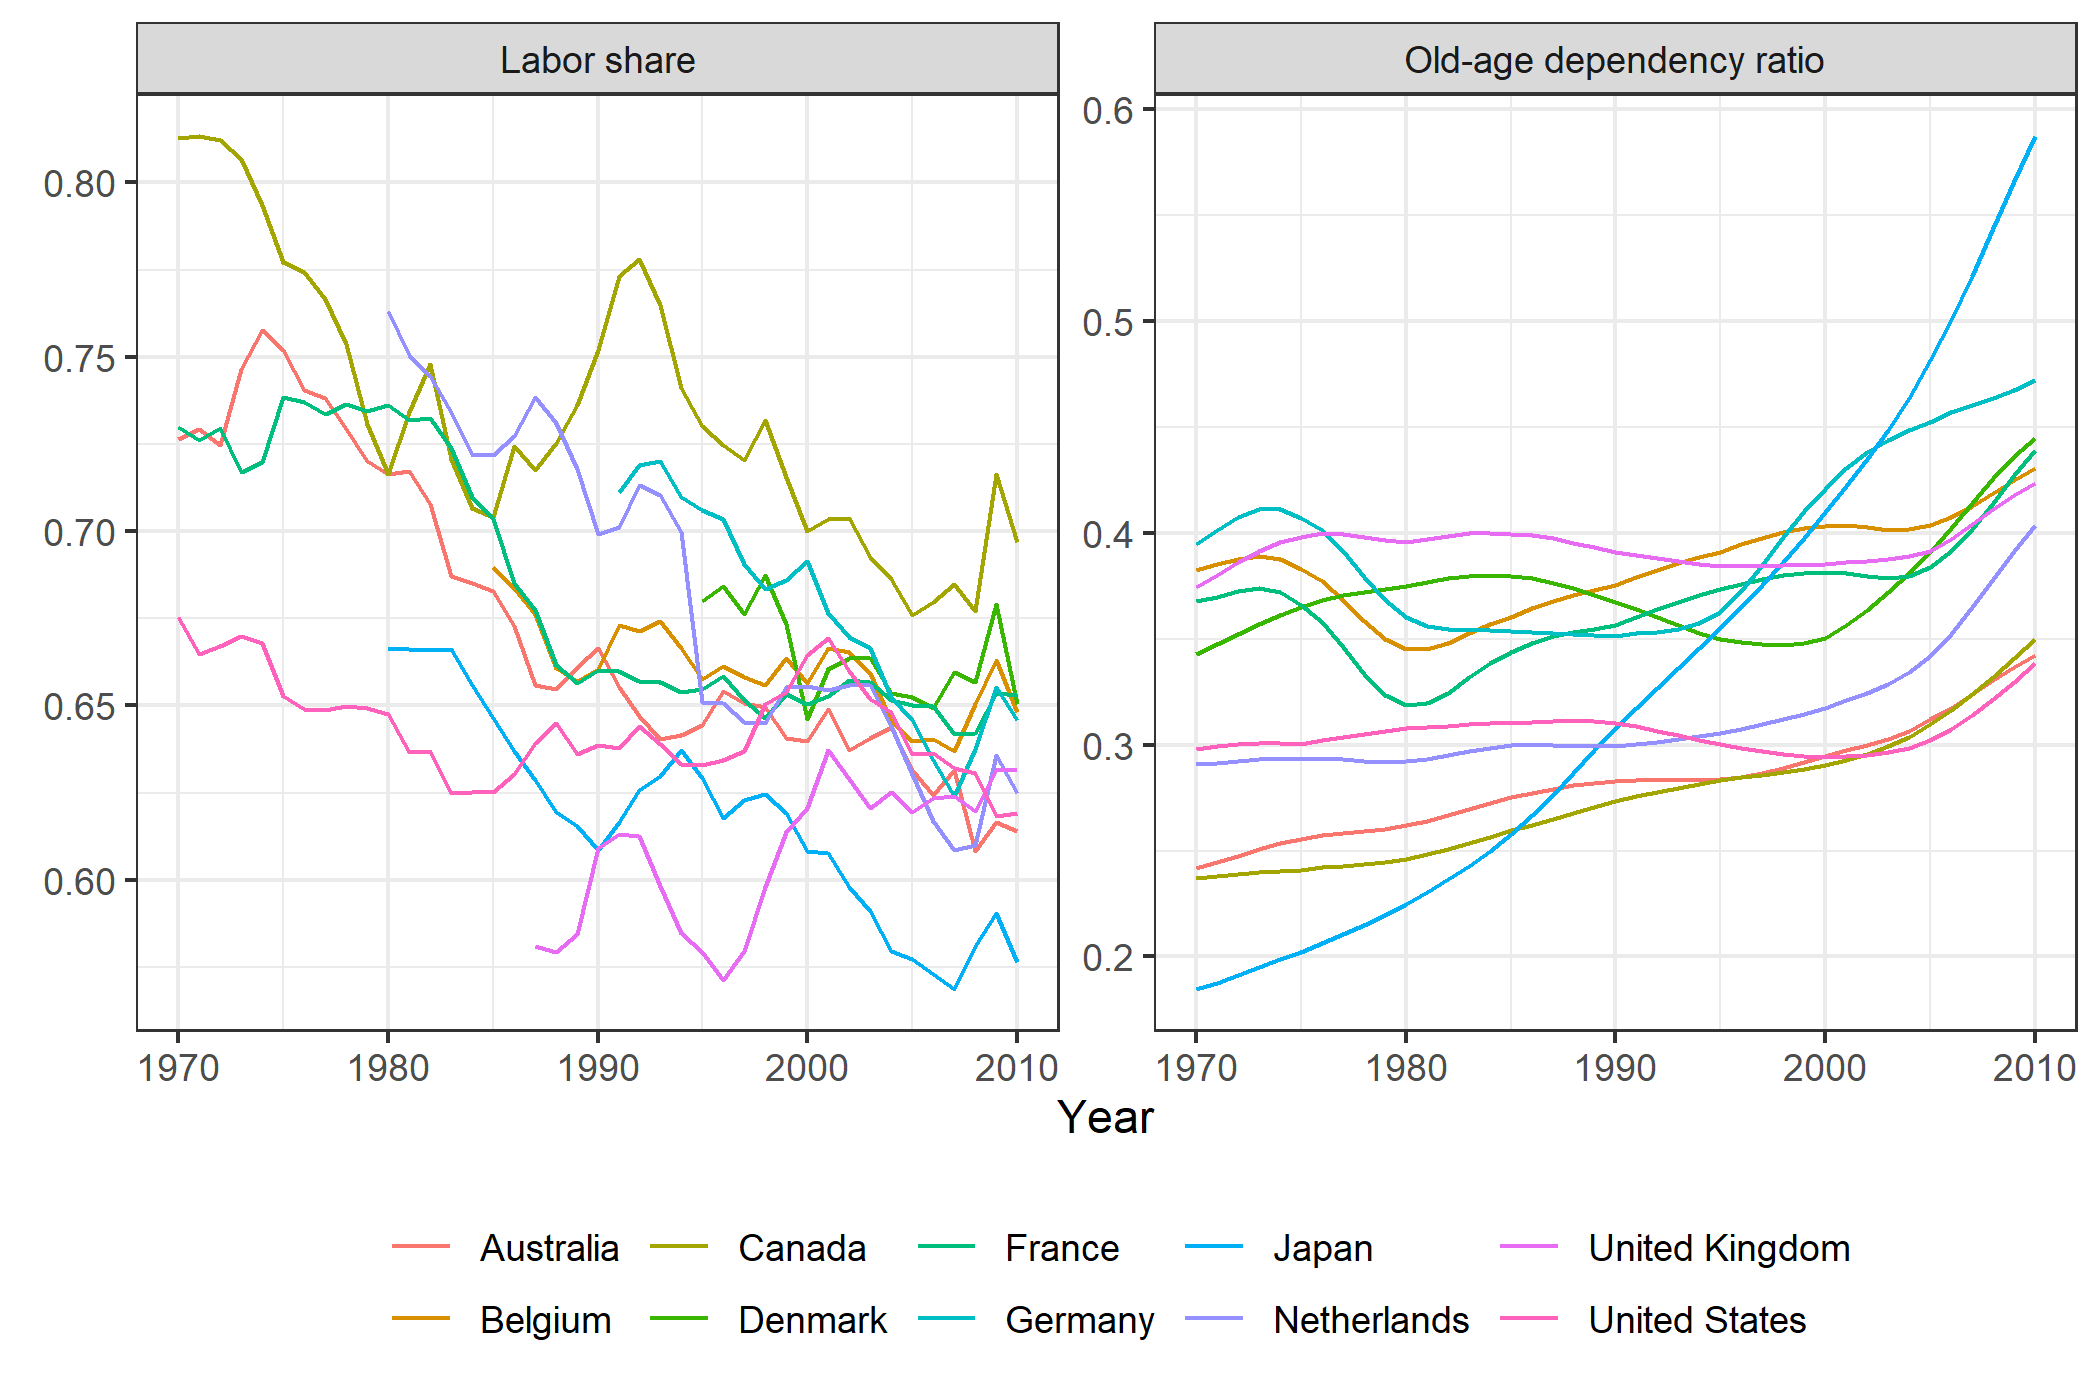 Labor share
Old-age dependency ratio
0.80
0.75
0.70
0.65
0.60
0.6
0.5
0.4
0.3
0.2
1970 1980 1990 2000 2010
1970 1980 1990 2000 2010
Year
Australia Canada France Japan United Kingdom
Belgium Denmark Germany Netherlands United States